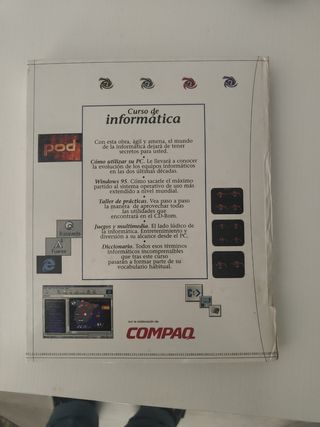 Curso de
informática
Con esta obra, ágil y amena, el mundo
de la informática dejará de tener
secretos para usted.
Cómo utilizar su PC. Le llevará a conocer
la evolución de los equipos informáticos
en las dos últimas décadas.
Windows 95. Cómo sacarle el máximo
partido al sistema operativo de uso más
extendido a nivel mundial.
Taller de prácticas. Vea paso a paso
la manera de aprovechar todas
las utilidades que
encontrará en el CD-Rom.
Juegos y multimedia. El lado lúdico de
la informática. Entretenimiento y
diversión a su alcance desde el PC.
Diccionario. Todos esos términos
informáticos incomprensibles
que tras este curso
pasarán a formar parte de su
vocabulario habitual.
pod
con la colaboración de
COMPAQ